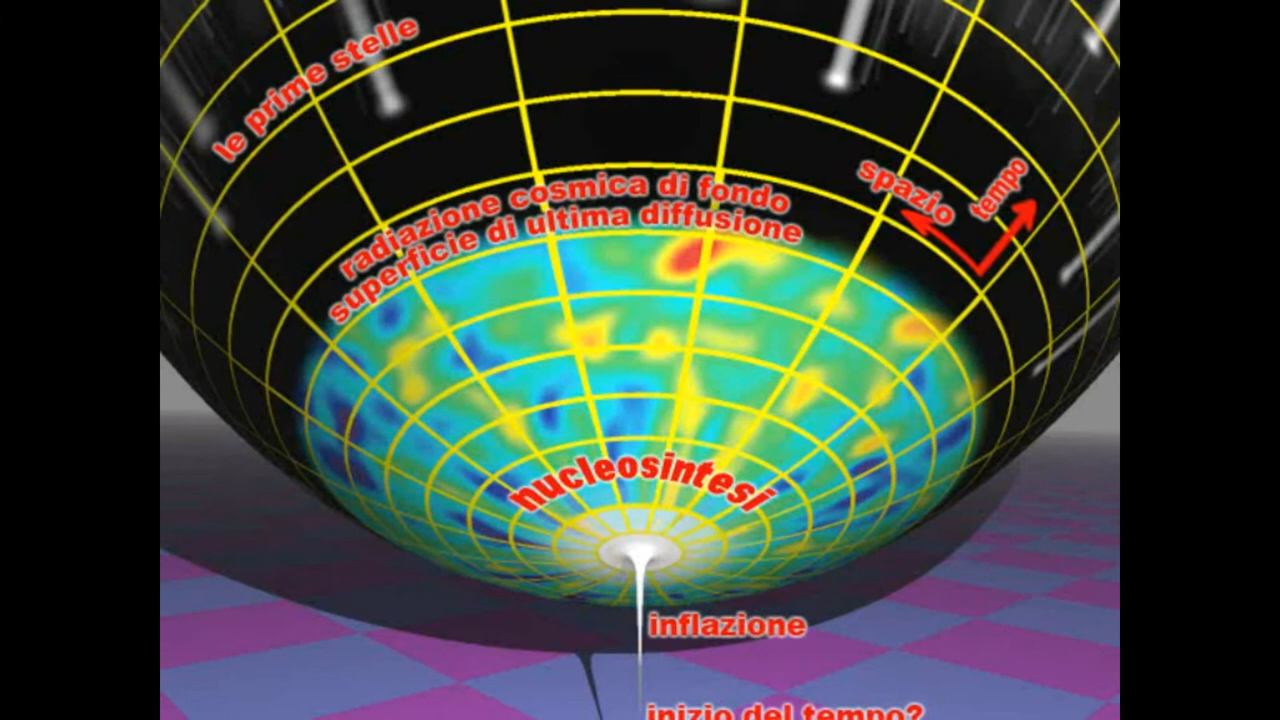 le prime stelle
radiazione cosmica di fondo
superficie di ultima diffusione
spazio
tempo
nucleosintesi
inflazione
inizio del tempo?